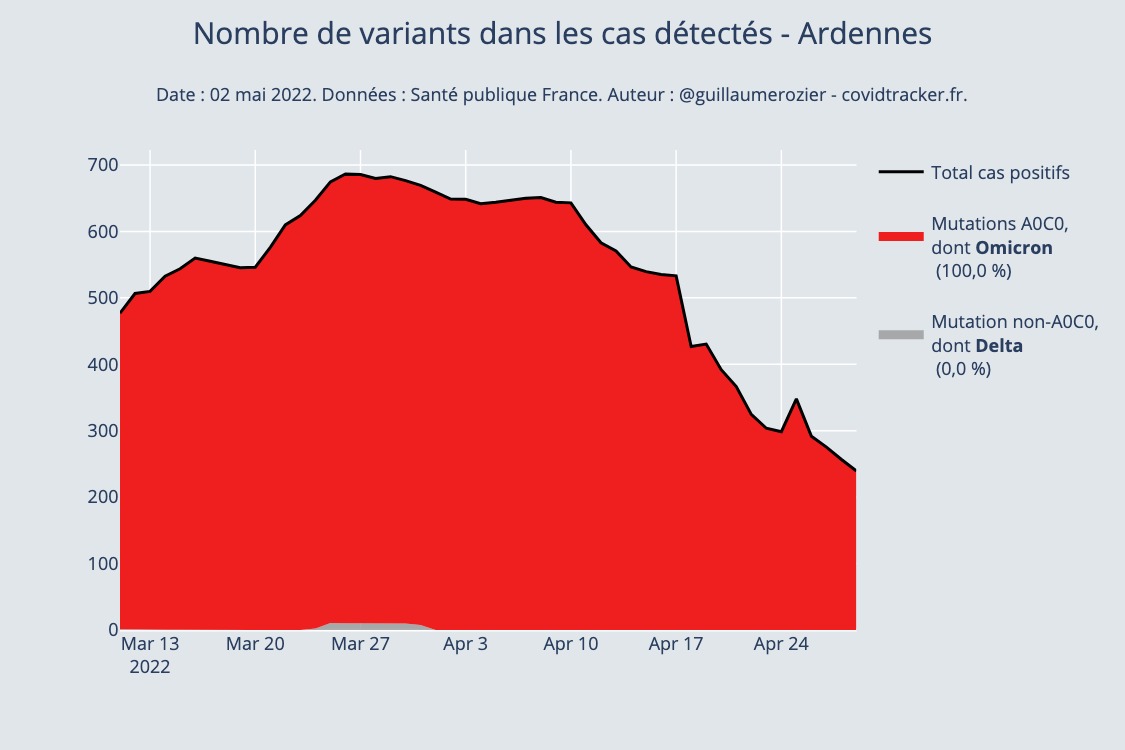 Nombre de variants dans les cas détectés - Ardennes
Date : 02 mai 2022. Données : Santé publique France. Auteur : @guillaumerozier - covidtracker.fr.
700
600
500
400
300
200
100
0
Mar 13
2022
Mar 20
Mar 27
Apr 3
Apr 10
Apr 17
Apr 24
Total cas positifs
Mutations A0C0,
dont Omicron
(100,0 %)
Mutation non-A0C0,
dont Delta
(0,0 %)